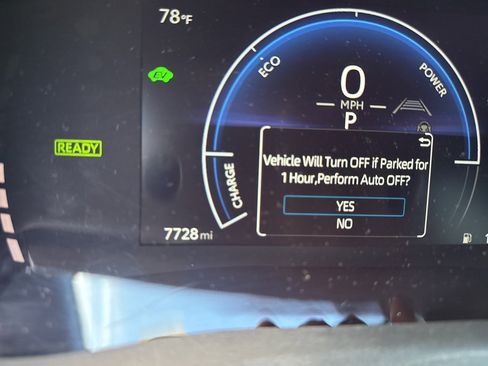 78°F
EV
ECO
POWER
0
MPH
P
READY
Vehicle Will Turn OFF if Parked for
1 Hour,Perform Auto OFF?
YES
NO
CHARGE
7728 mi
1